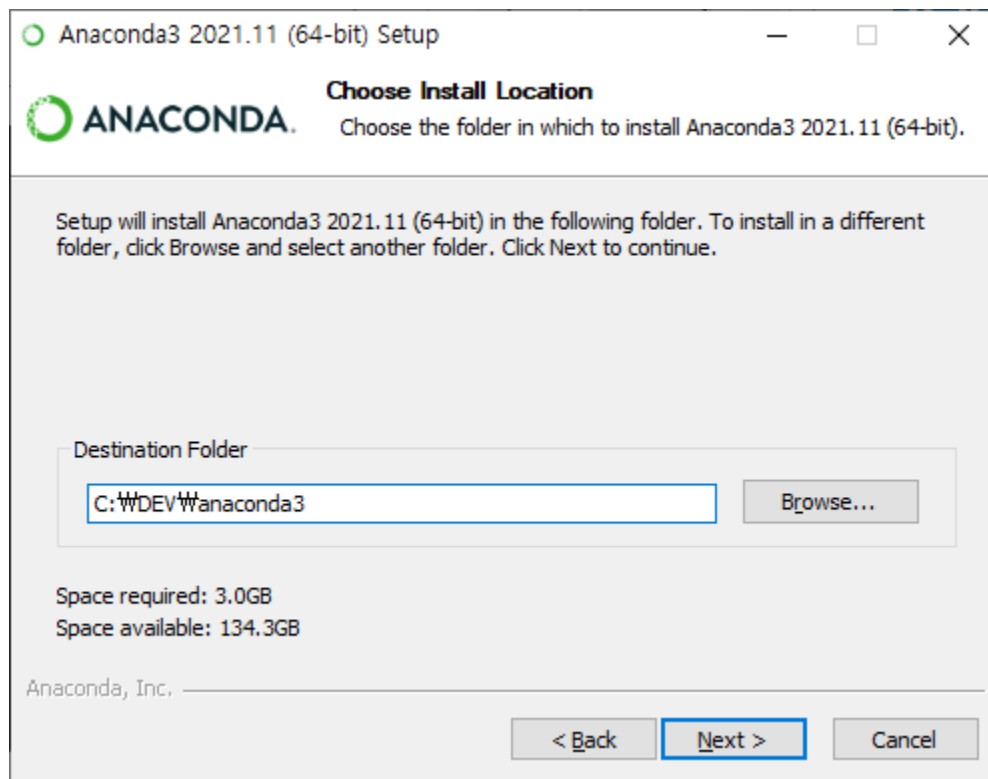 Anaconda3 2021.11 (64-bit) Setup
ANACONDA.
Choose Install Location
Choose the folder in which to install Anaconda3 2021.11 (64-bit).
Setup will install Anaconda3 2021.11 (64-bit) in the following folder. To install in a different
folder, click Browse and select another folder. Click Next to continue.
Destination Folder
C:₩DEV₩anaconda3
Browse...
Space required: 3.0GB
Space available: 134.3GB
Anaconda, Inc.
< Back
Next >
Cancel